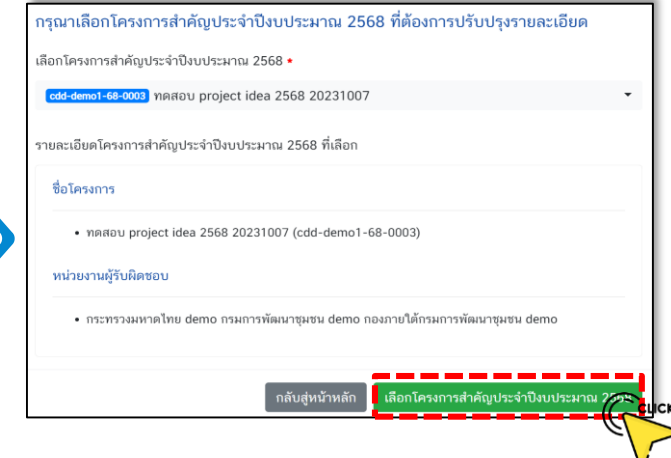 กรุณาเลือกโครงการสำคัญประจำปีงบประมาณ 2568 ที่ต้องการปรับปรุงรายละเอียด
เลือกโครงการสำคัญประจำปีงบประมาณ 2568 *
cdd-demo1-68-0003 ทดสอบ project idea 2568 20231007
รายละเอียดโครงการสำคัญประจำปีงบประมาณ 2568 ที่เลือก
ชื่อโครงการ
• ทดสอบ project idea 2568 20231007 (cdd-demo1-68-0003)
หน่วยงานผู้รับผิดชอบ
• กระทรวงมหาดไทย demo กรมการพัฒนาชุมชน demo กองภายใต้กรมการพัฒนาชุมชน demo
กลับสู่หน้าหลัก เลือกโครงการสำคัญประจำปีงบประมาณ
CLICK